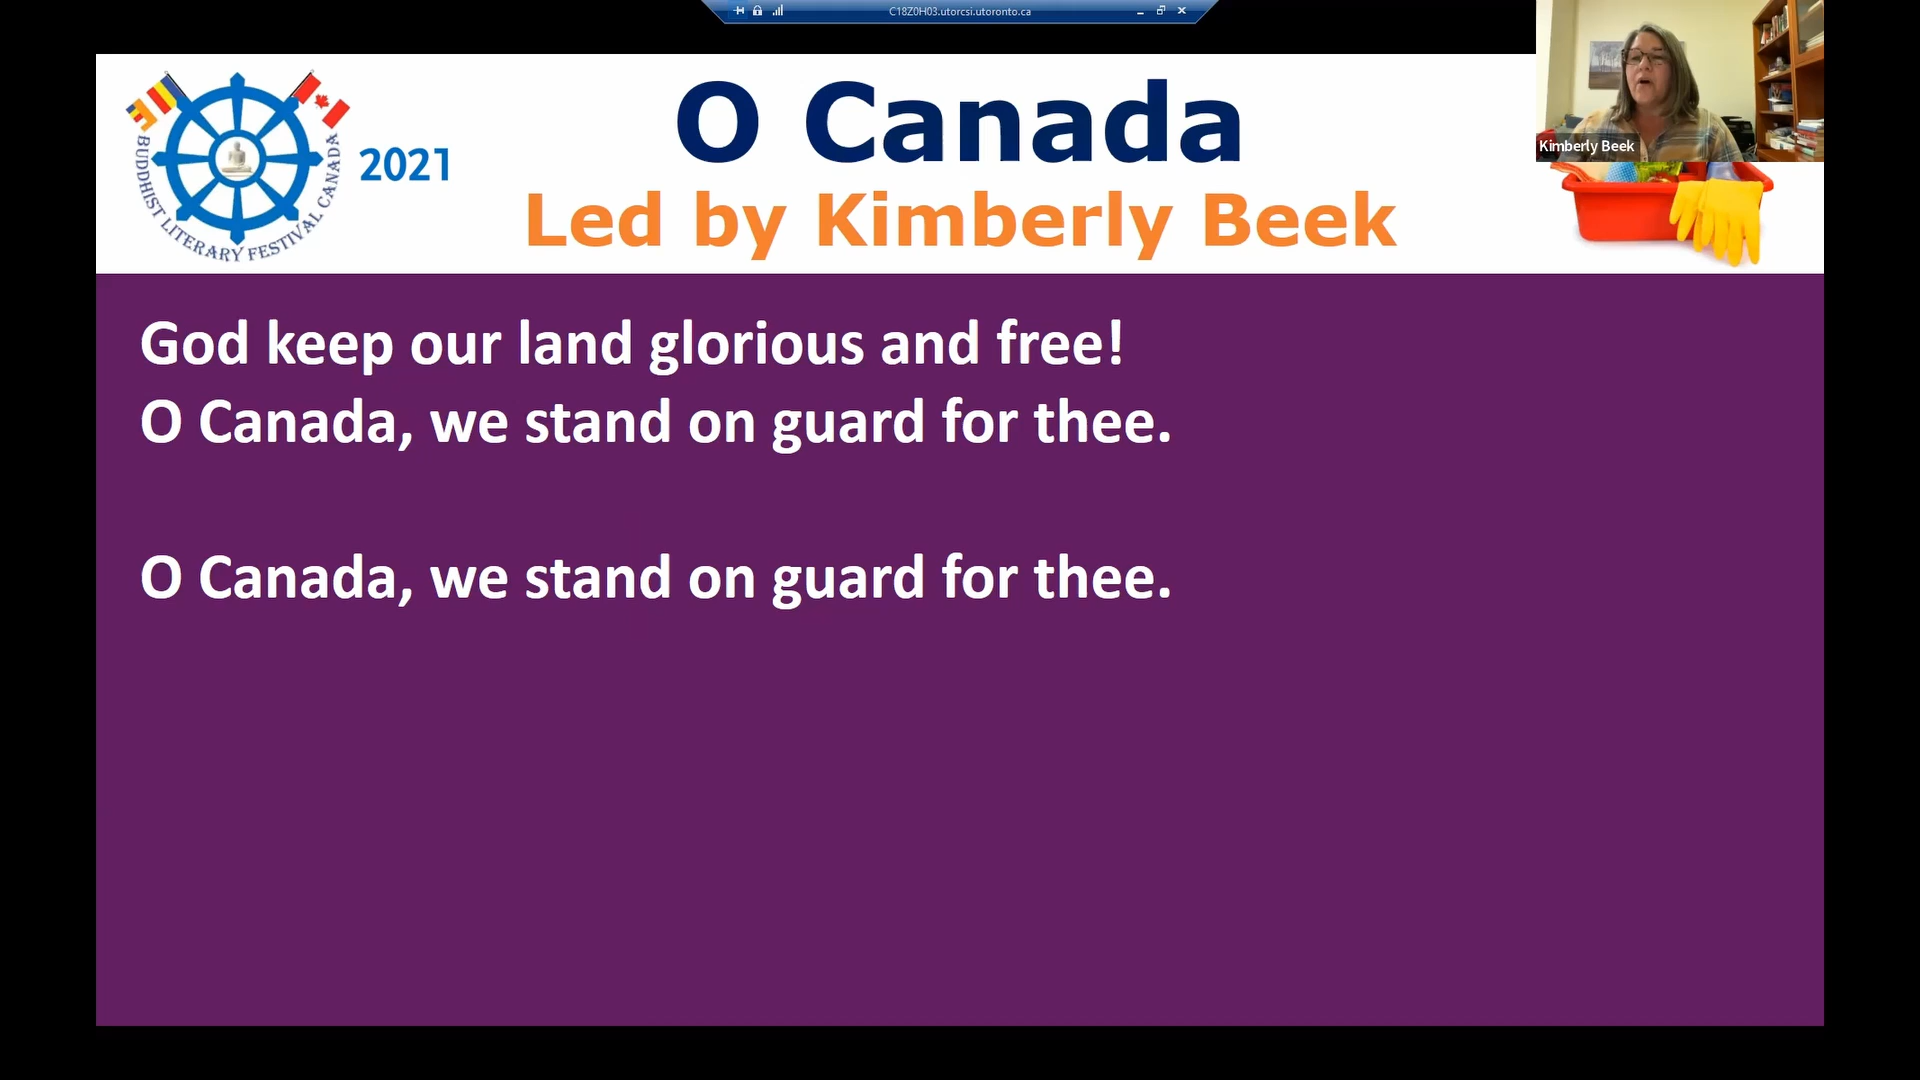 C18Z0H03.utorcsi.utoronto.ca
BUDDHIST LITERARY FESTIVAL CANADA
2021
O Canada
Led by Kimberly Beek
Kimberly Beek
God keep our land glorious and free!
O Canada, we stand on guard for thee.
O Canada, we stand on guard for thee.